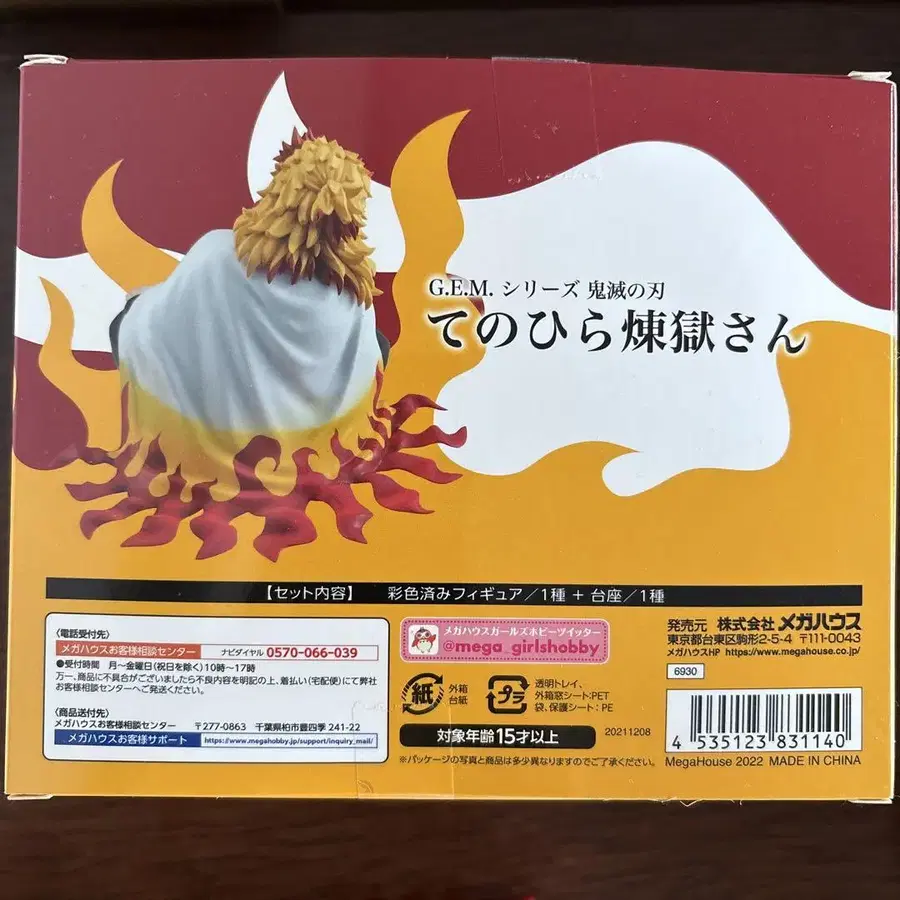 G.E.M. シリーズ 鬼滅の刃
てのひら煉獄さん
【セット内容】 彩色済みフィギュア／1種 + 台座／1種
〈電話受付先〉
メガハウスお客様相談センター ナビダイヤル 0570-066-039
●受付時間 月～金曜日(祝日を除く)10時～17時
万一、商品に不具合がございましたら不良内容を明記の上、着払い(宅配便)にて弊社
お客様相談センターへご返送ください。
〈商品送付先〉
メガハウスお客様相談センター 〒277-0863 千葉県柏市豊四季 241-22
メガハウスお客様サポート https://www.megahobby.jp/support/inquiry_mail/
メガハウスガールズホビーツイッター
@mega_girlshobby
紙 外箱
台紙
プラ 透明トレイ、
外箱窓シート:PET
袋、保護シート:PE
対象年齢15才以上 20211208
※パッケージの写真と商品は多少異なりますのでご了承ください。
発売元 株式会社 メガハウス
東京都台東区駒形2-5-4 〒111-0043
メガハウスHP https://www.megahouse.co.jp/
6930
4 535123 831140
MegaHouse 2022 MADE IN CHINA